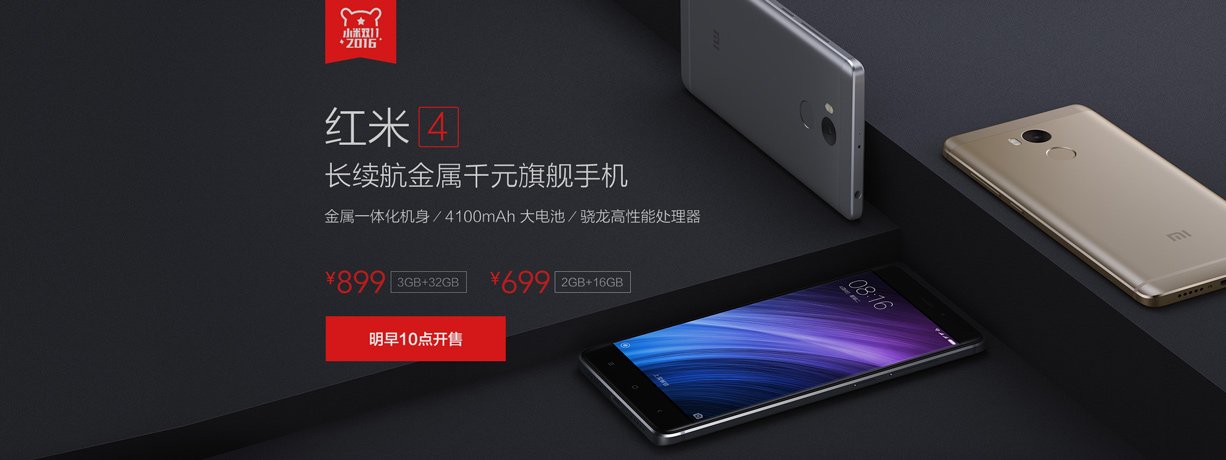 小米双11
2016
红米 4
长续航金属千元旗舰手机
金属一体化机身 / 4100mAh 大电池 / 骁龙高性能处理器
¥899 3GB+32GB ¥699 2GB+16GB
明早10点开售
MI
MI
08:16